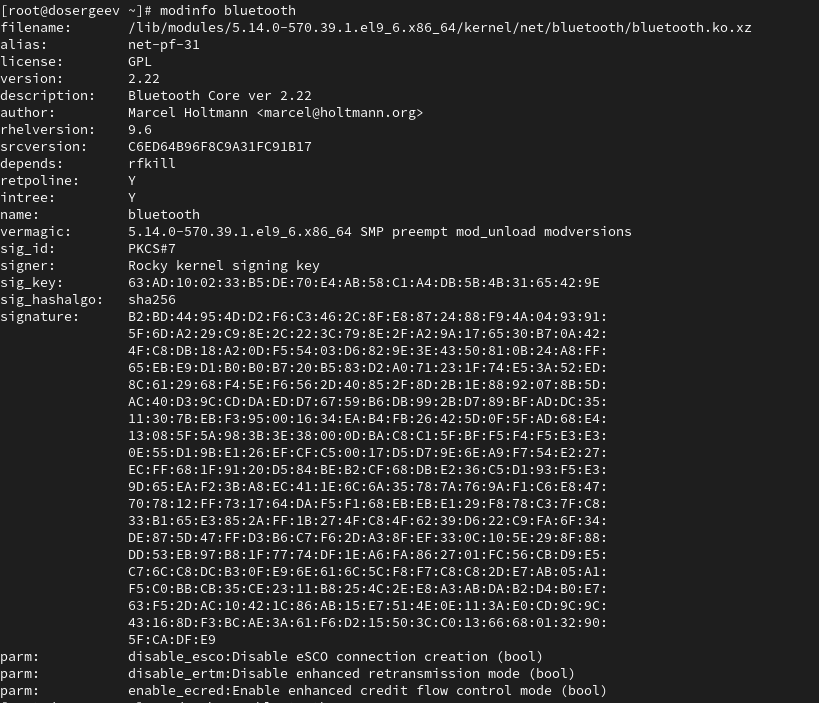 [root@dosergeev ~]# modinfo bluetooth
filename:       /lib/modules/5.14.0-570.39.1.el9_6.x86_64/kernel/net/bluetooth/bluetooth.ko.xz
alias:          net-pf-31
license:        GPL
version:        2.22
description:    Bluetooth Core ver 2.22
author:         Marcel Holtmann <marcel@holtmann.org>
rhelversion:    9.6
srcversion:     C6ED64B96F8C9A31FC91B17
depends:        rfkill
retpoline:      Y
intree:         Y
name:           bluetooth
vermagic:       5.14.0-570.39.1.el9_6.x86_64 SMP preempt mod_unload modversions
sig_id:         PKCS#7
signer:         Rocky kernel signing key
sig_key:        63:AD:10:02:33:B5:DE:70:E4:AB:58:C1:A4:DB:5B:4B:31:65:42:9E
sig_hashalgo:   sha256
signature:      B2:BD:44:95:4D:D2:F6:C3:46:2C:8F:E8:87:24:88:F9:4A:04:93:91:
                5F:6D:A2:29:C9:8E:2C:22:3C:79:8E:2F:A2:9A:17:65:30:B7:0A:42:
                4F:C8:DB:18:A2:0D:F5:54:03:D6:82:9E:3E:43:50:81:0B:24:A8:FF:
                65:EB:E9:D1:B0:B0:B7:20:B5:83:D2:A0:71:23:1F:74:E5:3A:52:ED:
                8C:61:29:68:F4:5E:F6:56:2D:40:85:2F:8D:2B:1E:88:92:07:8B:5D:
                AC:40:D3:9C:CD:DA:ED:D7:67:59:B6:DB:99:2B:D7:89:BF:AD:DC:35:
                11:30:7B:EB:F3:95:00:16:34:EA:B4:FB:26:42:5D:0F:5F:AD:68:E4:
                13:08:5F:5A:98:3B:3E:38:00:0D:BA:C8:C1:5F:BF:F5:F4:F5:E3:E3:
                0E:55:D1:9B:E1:26:EF:CF:C5:00:17:D5:D7:9E:6E:A9:F7:54:E2:27:
                EC:FF:68:1F:91:20:D5:84:BE:B2:CF:68:DB:E2:36:C5:D1:93:F5:E3:
                9D:65:EA:F2:3B:A8:EC:41:1E:6C:6A:35:78:7A:76:9A:F1:C6:E8:47:
                70:78:12:FF:73:17:64:DA:F5:F1:68:EB:EB:E1:29:F8:78:C3:7F:C8:
                33:B1:65:E3:85:2A:FF:1B:27:4F:C8:4F:62:39:D6:22:C9:FA:6F:34:
                DE:87:5D:47:FF:D3:B6:C7:F6:2D:A3:8F:EF:33:0C:10:5E:29:8F:88:
                DD:53:EB:97:B8:1F:77:74:DF:1E:A6:FA:86:27:01:FC:56:CB:D9:E5:
                C7:6C:C8:DC:B3:0F:E9:6E:61:6C:5C:F8:F7:C8:C8:2D:E7:AB:05:A1:
                F5:C0:BB:CB:35:CE:23:11:B8:25:4C:2E:E8:A3:AB:DA:B2:D4:B0:E7:
                63:F5:2D:AC:10:42:1C:86:AB:15:E7:51:4E:0E:11:3A:E0:CD:9C:9C:
                43:16:8D:F3:BC:AE:3A:61:F6:D2:15:50:3C:C0:13:66:68:01:32:90:
                5F:CA:DF:E9
parm:           disable_esco:Disable eSCO connection creation (bool)
parm:           disable_ertm:Disable enhanced retransmission mode (bool)
parm:           enable_ecred:Enable enhanced credit flow control mode (bool)